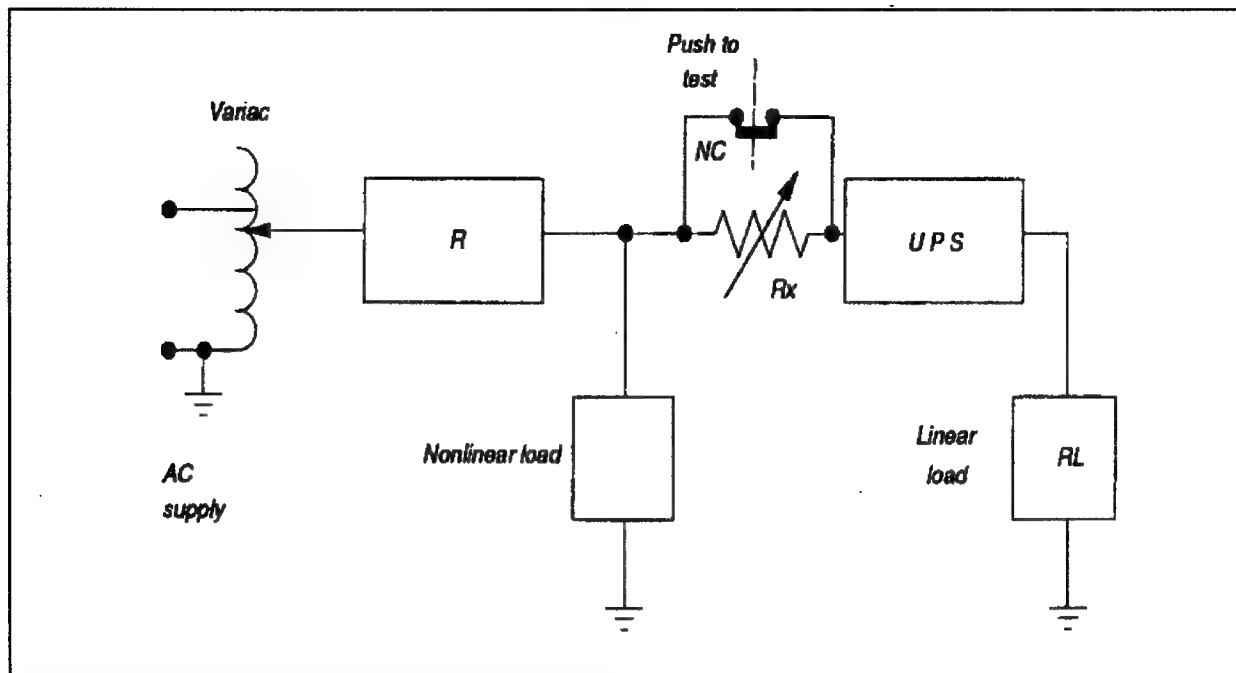 Push to
test
Variac
NC
R
UPS
Rx
Nonlinear load
Linear
load
RL
AC
supply